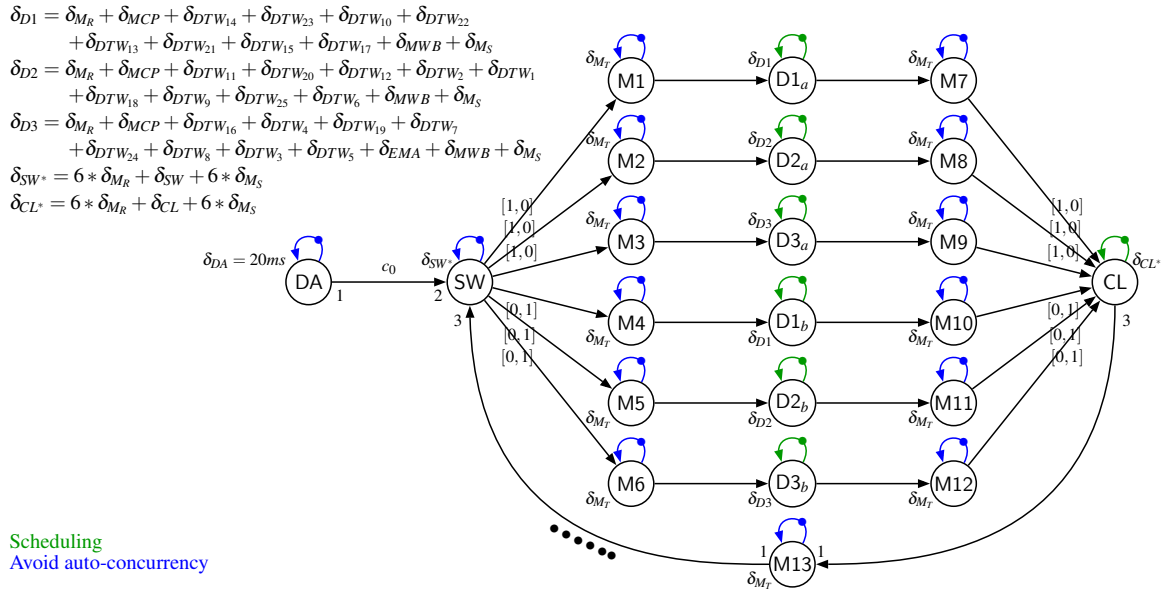 δ_{D1} = δ_{M_R} + δ_{MCP} + δ_{DTW_{14}} + δ_{DTW_{23}} + δ_{DTW_{10}} + δ_{DTW_{22}}
+δ_{DTW_{13}} + δ_{DTW_{21}} + δ_{DTW_{15}} + δ_{DTW_{17}} + δ_{MWB} + δ_{M_S}
δ_{D2} = δ_{M_R} + δ_{MCP} + δ_{DTW_{11}} + δ_{DTW_{20}} + δ_{DTW_{12}} + δ_{DTW_2} + δ_{DTW_1}
+δ_{DTW_{18}} + δ_{DTW_9} + δ_{DTW_{25}} + δ_{DTW_6} + δ_{MWB} + δ_{M_S}
δ_{D3} = δ_{M_R} + δ_{MCP} + δ_{DTW_{16}} + δ_{DTW_4} + δ_{DTW_{19}} + δ_{DTW_7}
+δ_{DTW_{24}} + δ_{DTW_8} + δ_{DTW_3} + δ_{DTW_5} + δ_{EMA} + δ_{MWB} + δ_{M_S}
δ_{SW*} = 6 * δ_{M_R} + δ_{SW} + 6 * δ_{M_S}
δ_{CL*} = 6 * δ_{M_R} + δ_{CL} + 6 * δ_{M_S}
δ_{M_T} M1 δ_{D1} D1_a δ_{M_T} M7
δ_{M_T} M2 δ_{D2} D2_a δ_{M_T} M8
[1,0] [1,0]
[1,0] [1,0]
[1,0] [1,0]
δ_{M_T} M3 δ_{D3} D3_a δ_{M_T} M9
δ_{DA} = 20ms DA c_0 δ_{SW*} SW CL δ_{CL*}
1 2 3 3
[0,1] [0,1]
[0,1] [0,1]
[0,1] [0,1]
M4 δ_{M_T} D1_b δ_{D1} M10 δ_{M_T}
M5 δ_{M_T} D2_b δ_{D2} M11 δ_{M_T}
M6 δ_{M_T} D3_b δ_{D3} M12 δ_{M_T}
1 M13 1
δ_{M_T}
Scheduling
Avoid auto-concurrency